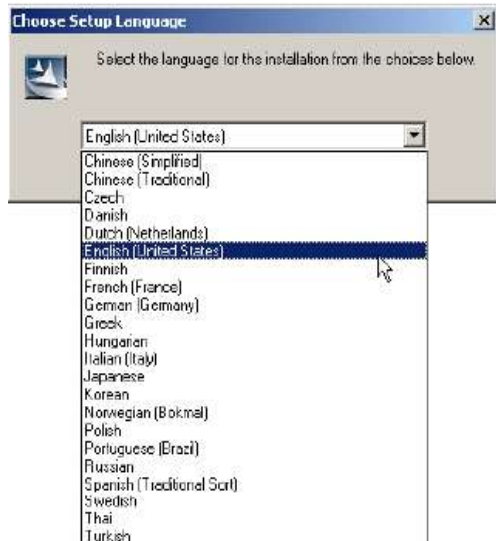 Choose Setup Language
Select the language for the installation from the choices below.
English (United States)
Chinese (Simplified)
Chinese (Traditional)
Czech
Danish
Dutch (Netherlands)
English (United States)
Finnish
French (France)
German (Germany)
Greek
Hungarian
Italian (Italy)
Japanese
Korean
Norwegian (Bokmal)
Polish
Portuguese (Brazil)
Russian
Spanish (Traditional Sort)
Swedish
Thai
Turkish